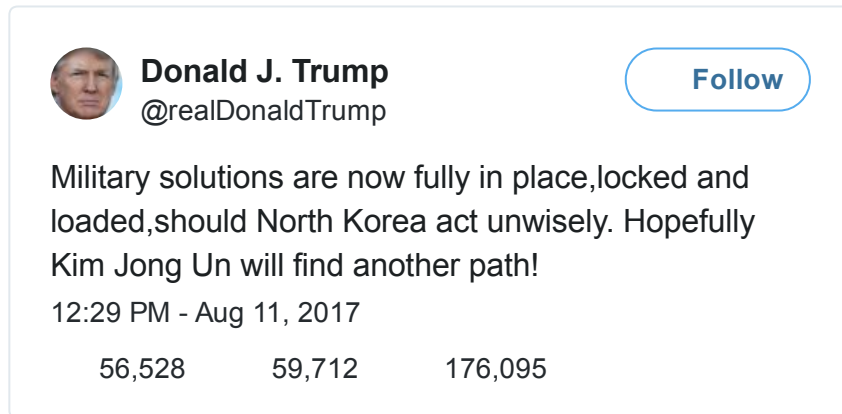 Donald J. Trump
Follow
@realDonaldTrump
Military solutions are now fully in place,locked and
loaded,should North Korea act unwisely. Hopefully
Kim Jong Un will find another path!
12:29 PM - Aug 11, 2017
56,528 59,712 176,095